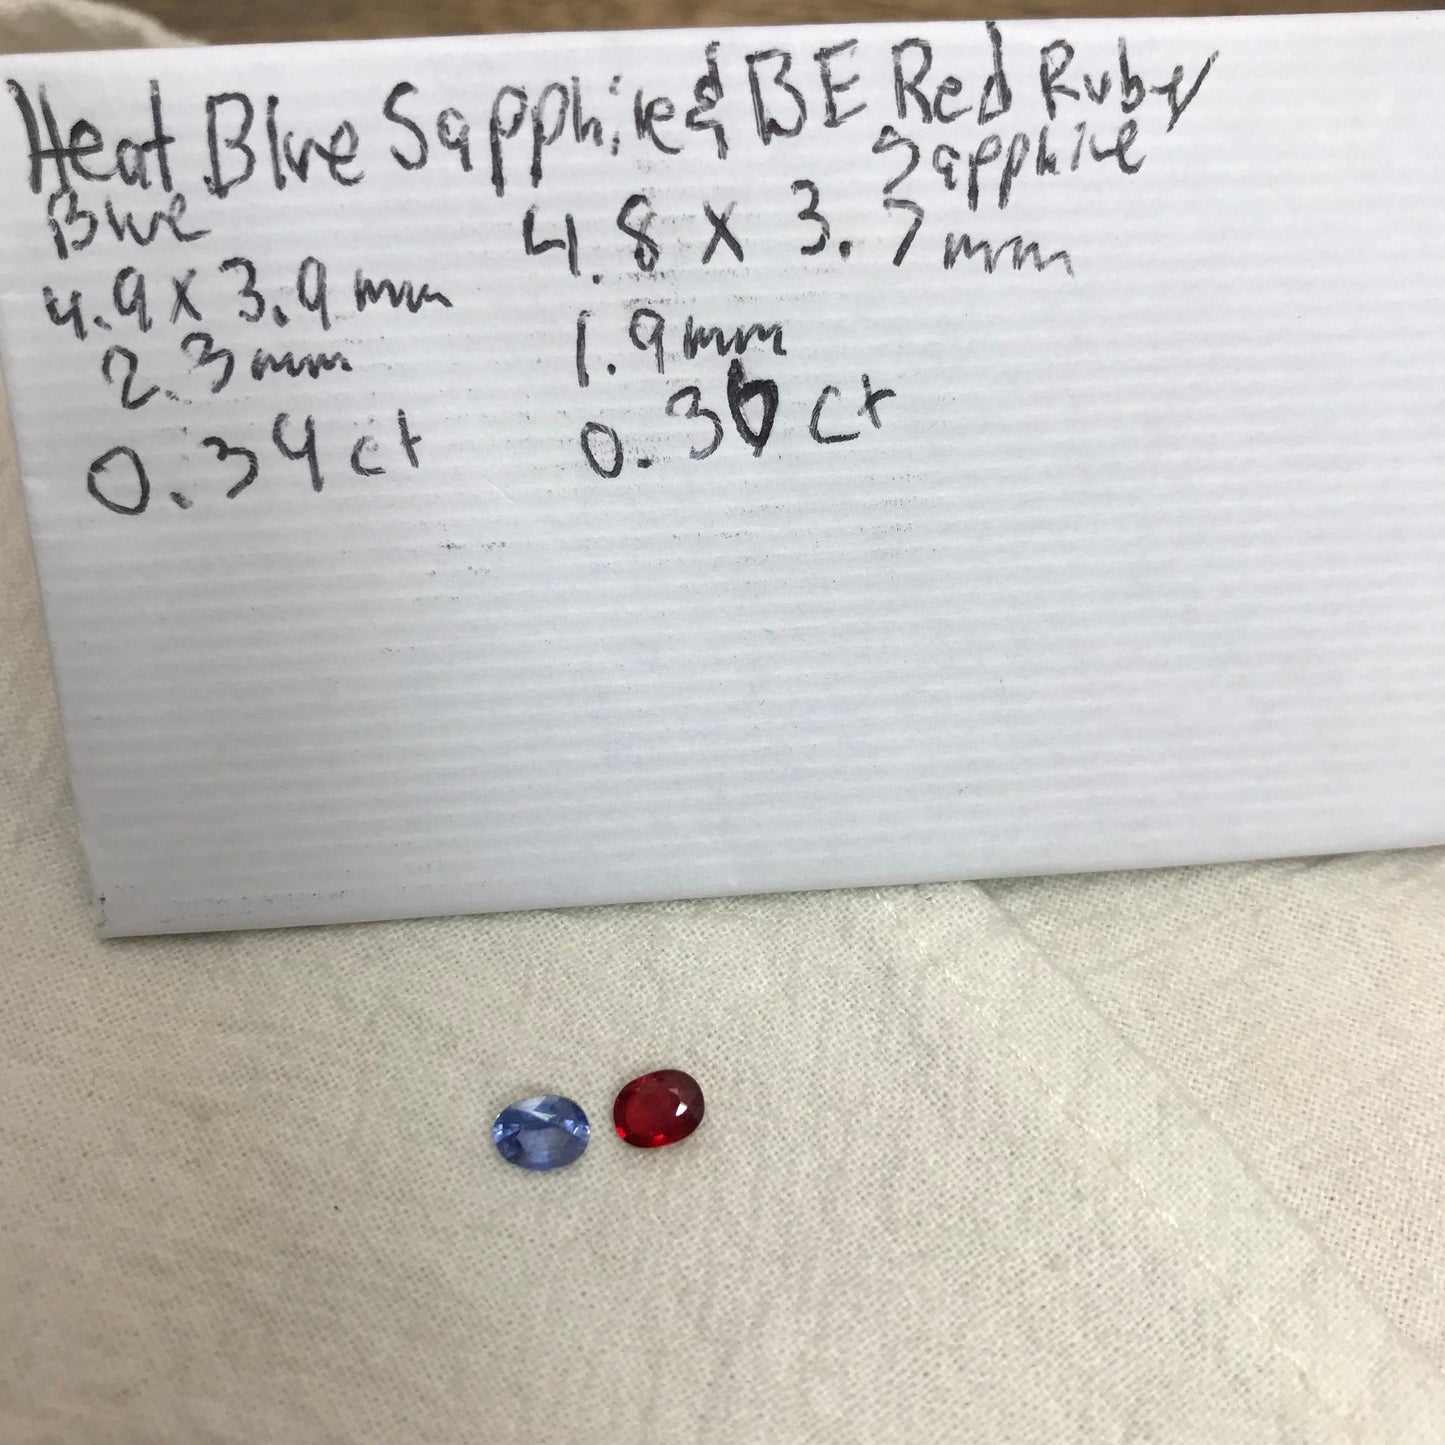 Heat Blue Sapphire & BE Red Ruby
Sapphire
Blue
4.9 x 3.9 mm
2.3 mm
0.34 ct
4.8 x 3.7 mm
1.9 mm
0.36 ct